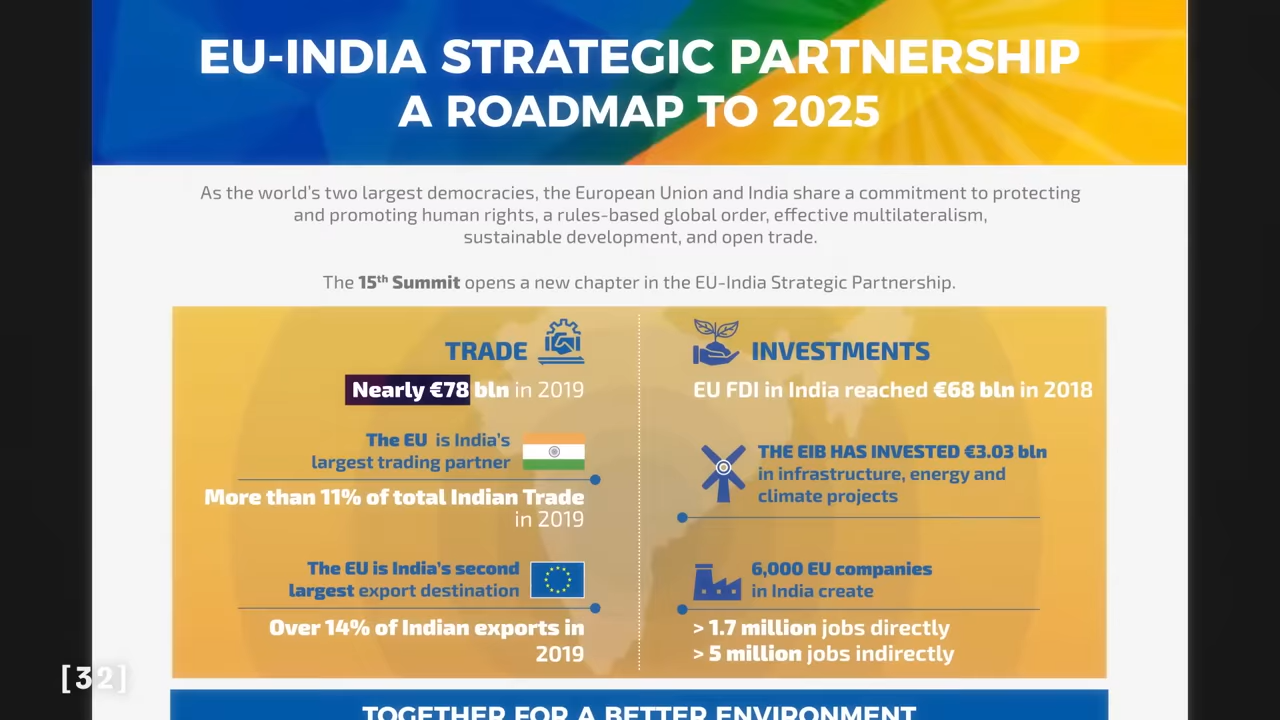 EU-INDIA STRATEGIC PARTNERSHIP
A ROADMAP TO 2025
As the world's two largest democracies, the European Union and India share a commitment to protecting
and promoting human rights, a rules-based global order, effective multilateralism,
sustainable development, and open trade.
The 15th Summit opens a new chapter in the EU-India Strategic Partnership.
TRADE
Nearly €78 bln in 2019
The EU is India's
largest trading partner
More than 11% of total Indian Trade
in 2019
The EU is India's second
largest export destination
Over 14% of Indian exports in
2019
INVESTMENTS
EU FDI in India reached €68 bln in 2018
THE EIB HAS INVESTED €3.03 bln
in infrastructure, energy and
climate projects
6,000 EU companies
in India create
> 1.7 million jobs directly
> 5 million jobs indirectly
[32]
TOGETHER FOR A BETTER ENVIRONMENT